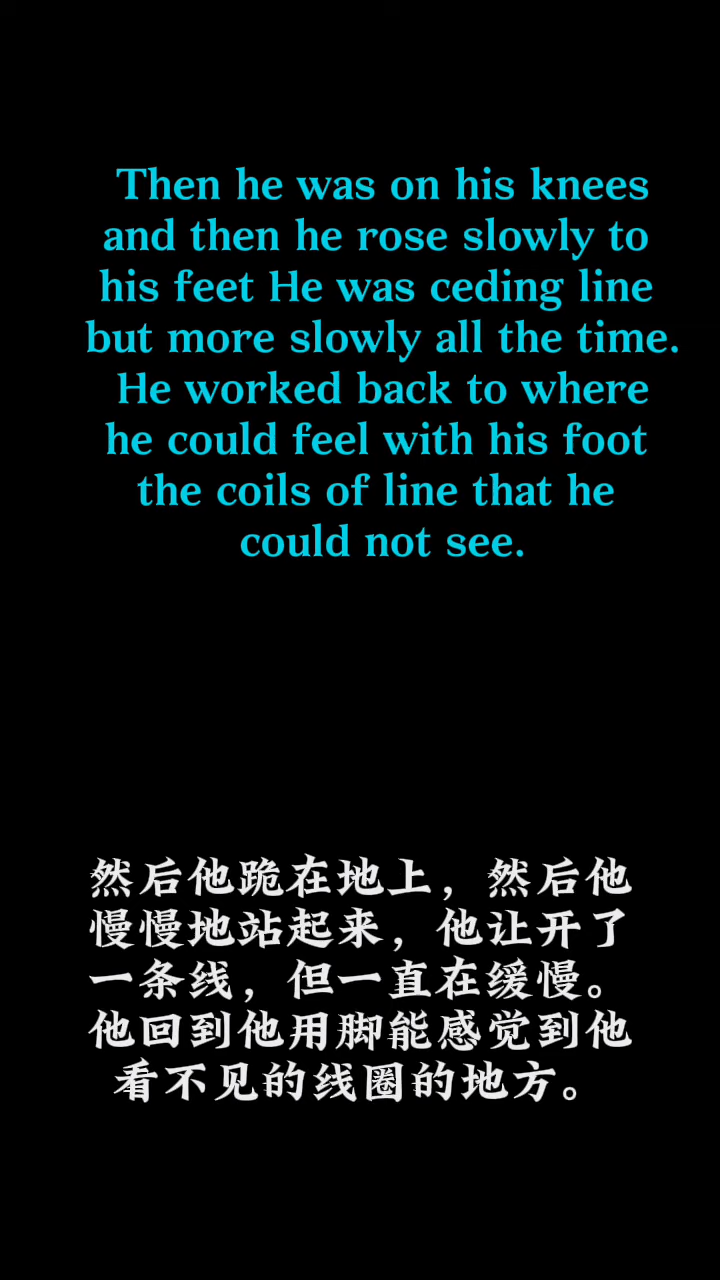 Then he was on his knees
and then he rose slowly to
his feet He was ceding line
but more slowly all the time.
He worked back to where
he could feel with his foot
the coils of line that he
could not see.
然后他跪在地上，然后他
慢慢地站起来，他让开了
一条线，但一直在缓慢。
他回到他用脚能感觉到他
看不见的线圈的地方。